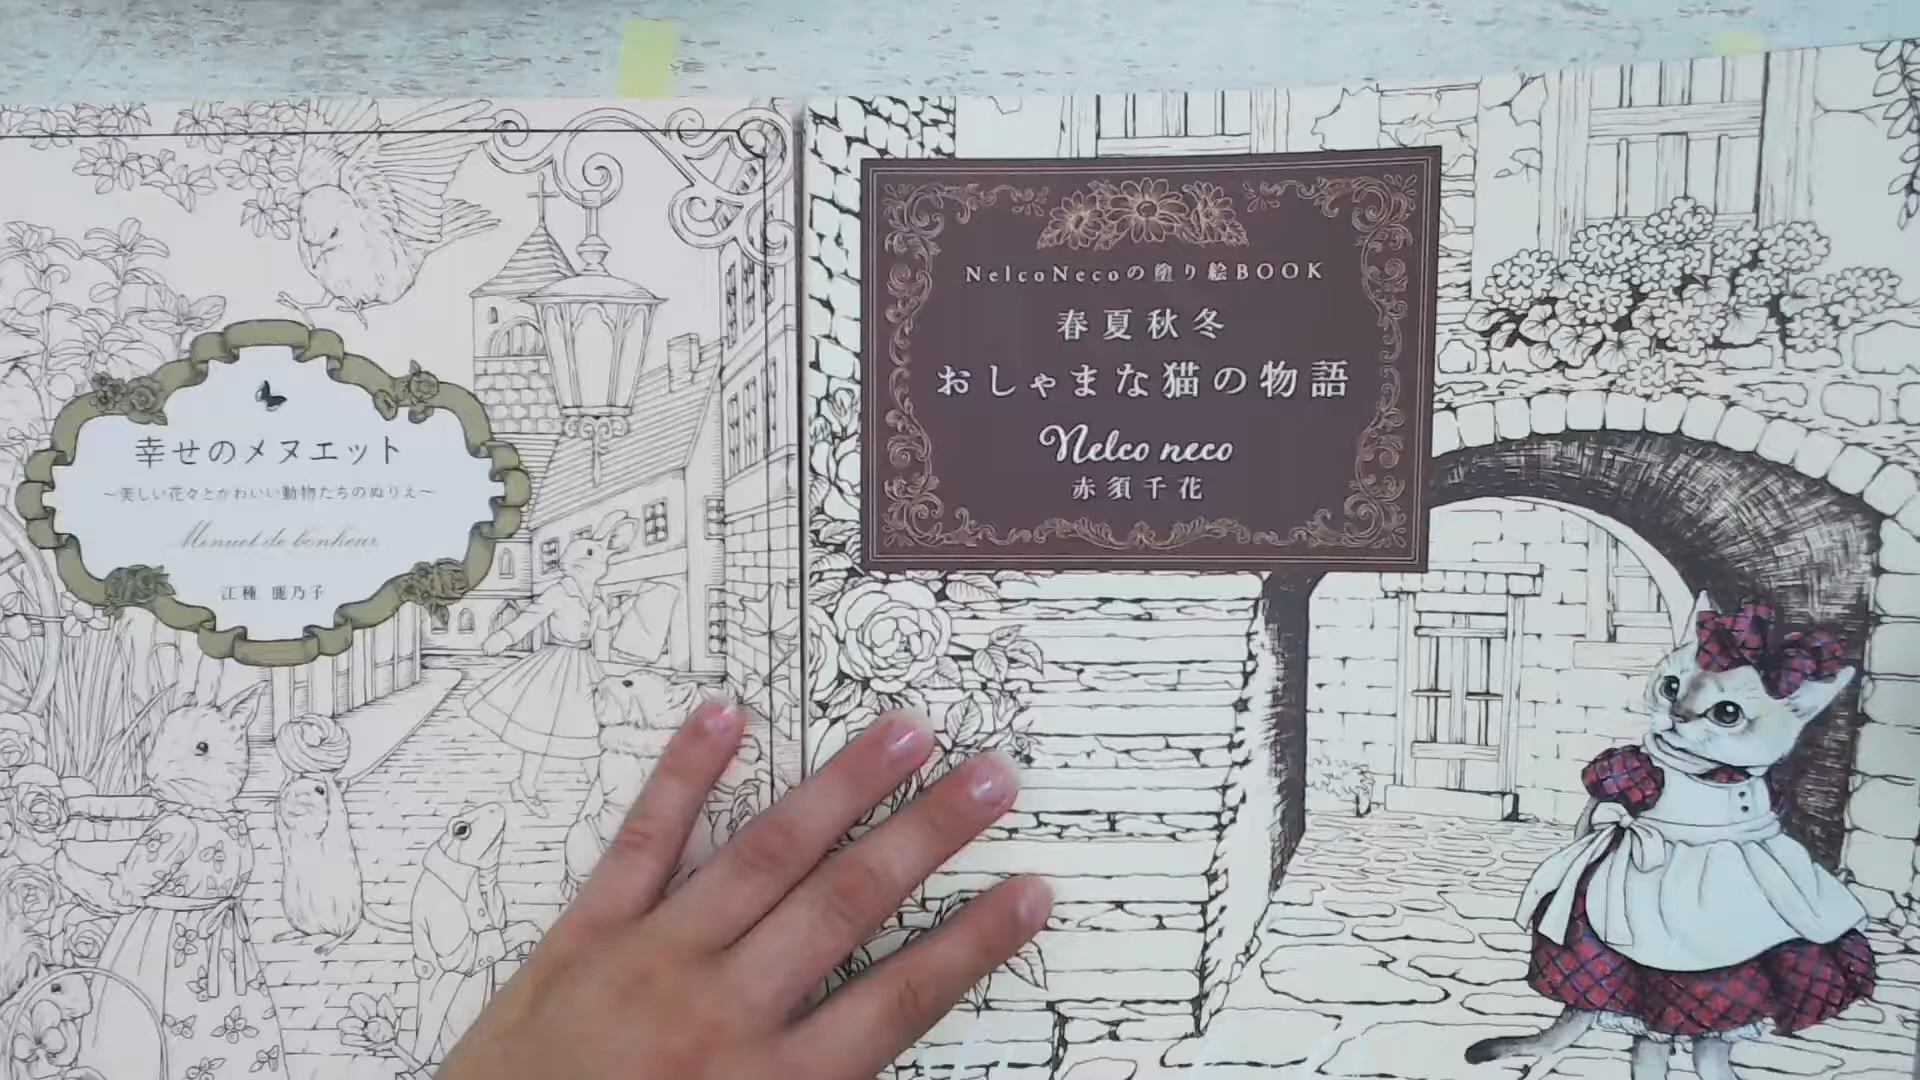 幸せのメヌエット
～美しい花々とかわいい動物たちのぬりえ～
Menuet de bonheur
江種 鹿乃子
NelcoNecoの塗り絵BOOK
春夏秋冬
おしゃまな猫の物語
Nelco neco
赤須千花